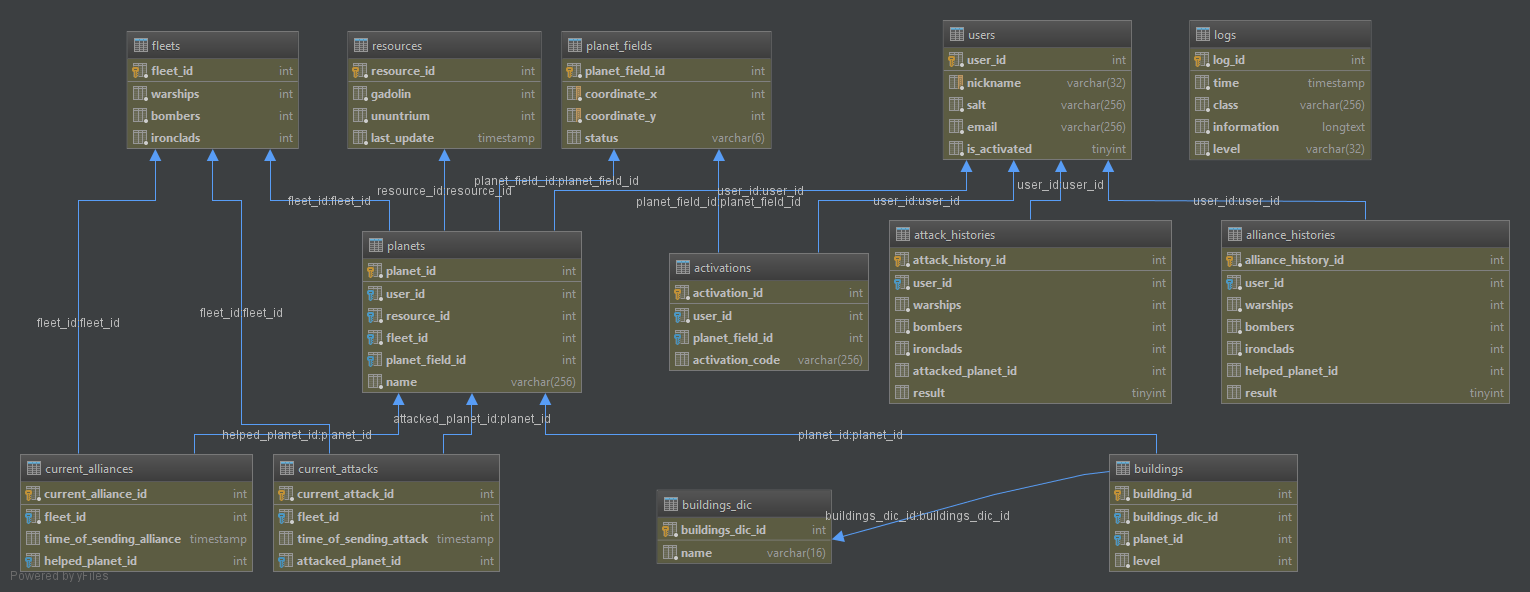 fleets
fleet_id int
warships int
bombers int
ironclads int
resources
resource_id int
gadolin int
ununtrium int
last_update timestamp
planet_fields
planet_field_id int
coordinate_x int
coordinate_y int
status varchar(6)
users
user_id int
nickname varchar(32)
salt varchar(256)
email varchar(256)
is_activated tinyint
logs
log_id int
time timestamp
class varchar(256)
information longtext
level varchar(32)
fleet_id:fleet_id
resource_id:resource_id
planet_field_id:planet_field_id
user_id:user_id
planet_field_id:planet_field_id
user_id:user_id
user_id:user_id
user_id:user_id
planets
planet_id int
user_id int
resource_id int
fleet_id int
planet_field_id int
name varchar(256)
activations
activation_id int
user_id int
planet_field_id int
activation_code varchar(256)
attack_histories
attack_history_id int
user_id int
warships int
bombers int
ironclads int
attacked_planet_id int
result tinyint
alliance_histories
alliance_history_id int
user_id int
warships int
bombers int
ironclads int
helped_planet_id int
result tinyint
fleet_id:fleet_id
fleet_id:fleet_id
helped_planet_id:planet_id
attacked_planet_id:planet_id
planet_id:planet_id
current_alliances
current_alliance_id int
fleet_id int
time_of_sending_alliance timestamp
helped_planet_id int
current_attacks
current_attack_id int
fleet_id int
time_of_sending_attack timestamp
attacked_planet_id int
buildings_dic
buildings_dic_id int
name varchar(16)
buildings_dic_id:buildings_dic_id
buildings
building_id int
buildings_dic_id int
planet_id int
level int
Powered by yFiles